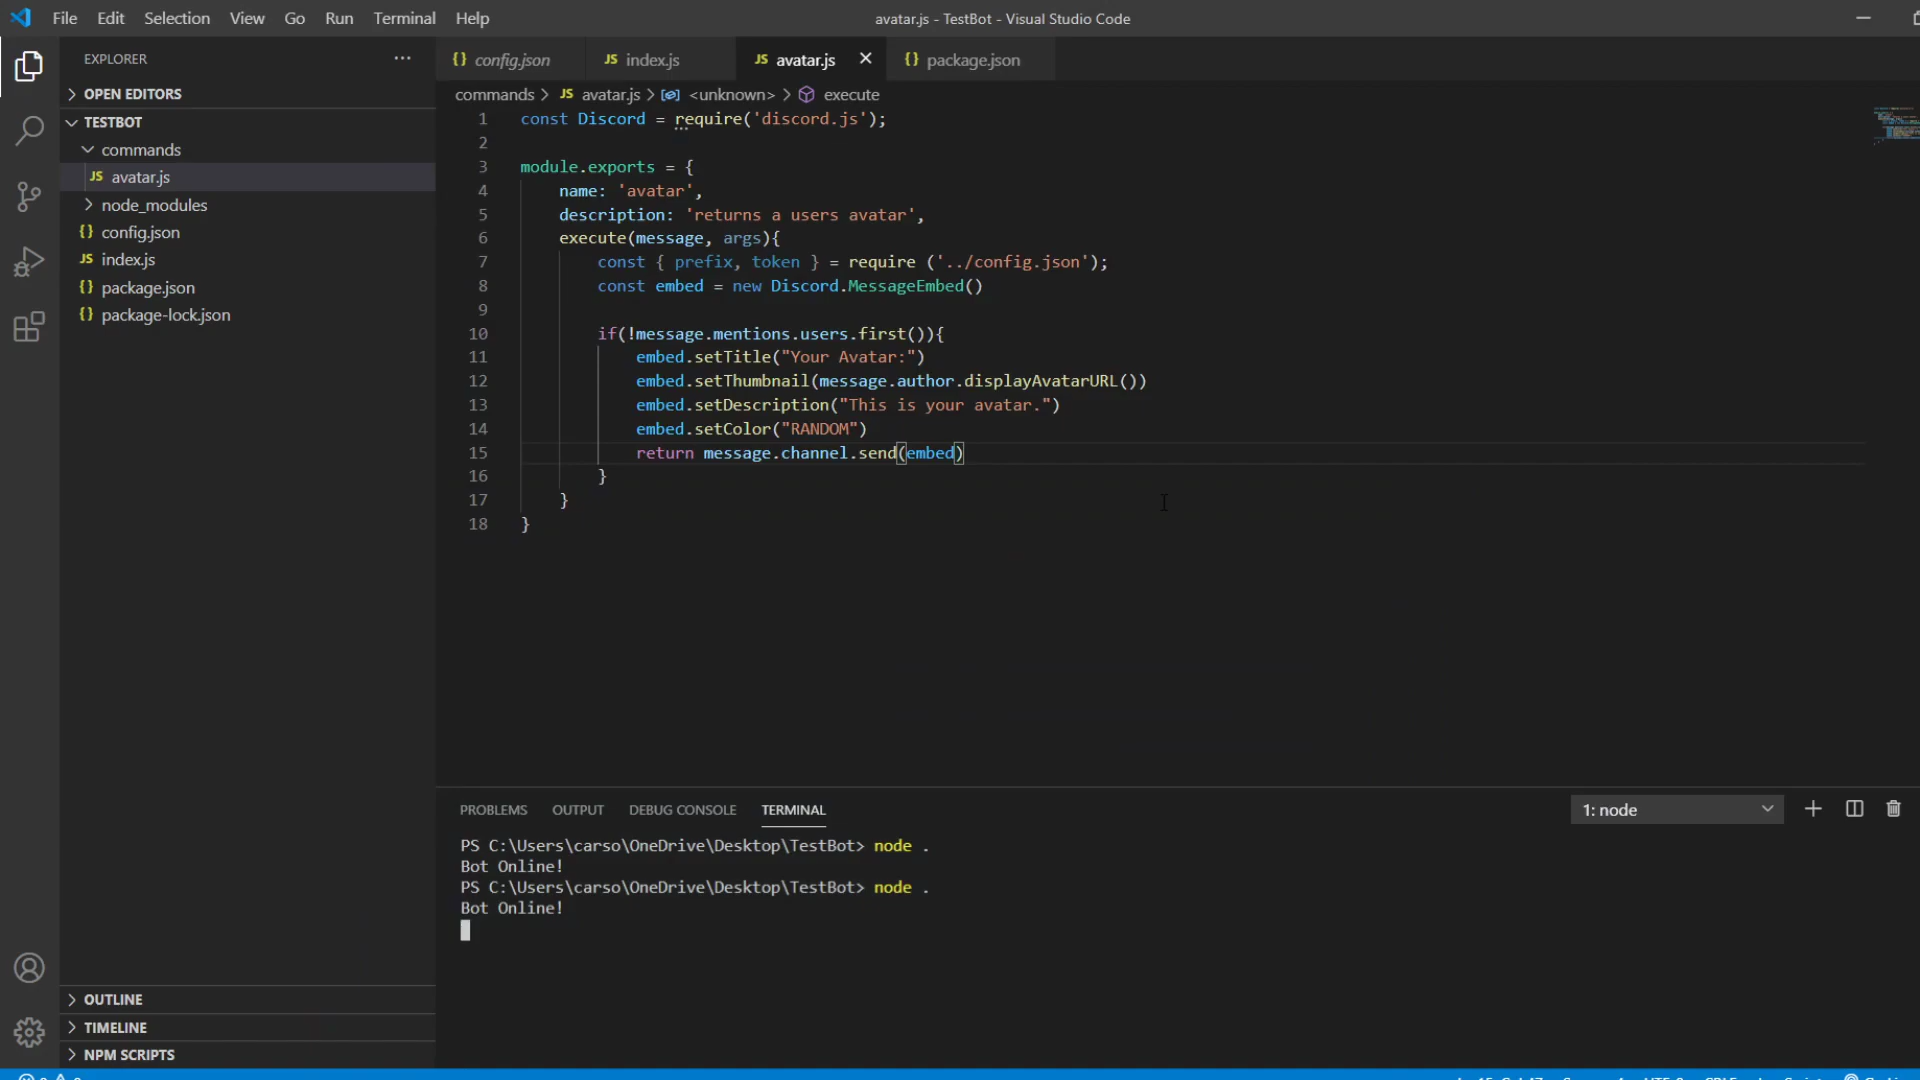 File Edit Selection View Go Run Terminal Help
avatar.js - TestBot - Visual Studio Code
EXPLORER
OPEN EDITORS
TESTBOT
commands
JS avatar.js
node_modules
{} config.json
JS index.js
{} package.json
{} package-lock.json
OUTLINE
TIMELINE
NPM SCRIPTS
{} config.json JS index.js JS avatar.js {} package.json
commands > JS avatar.js > <unknown> > execute
1 const Discord = require('discord.js');
2
3 module.exports = {
4 name: 'avatar',
5 description: 'returns a users avatar',
6 execute(message, args){
7 const { prefix, token } = require ('../config.json');
8 const embed = new Discord.MessageEmbed()
9
10 if(!message.mentions.users.first()){
11 embed.setTitle("Your Avatar:")
12 embed.setThumbnail(message.author.displayAvatarURL())
13 embed.setDescription("This is your avatar.")
14 embed.setColor("RANDOM")
15 return message.channel.send(embed)
16 }
17 }
18 }
PROBLEMS OUTPUT DEBUG CONSOLE TERMINAL
1: node
PS C:\Users\carso\OneDrive\Desktop\TestBot> node .
Bot Online!
PS C:\Users\carso\OneDrive\Desktop\TestBot> node .
Bot Online!